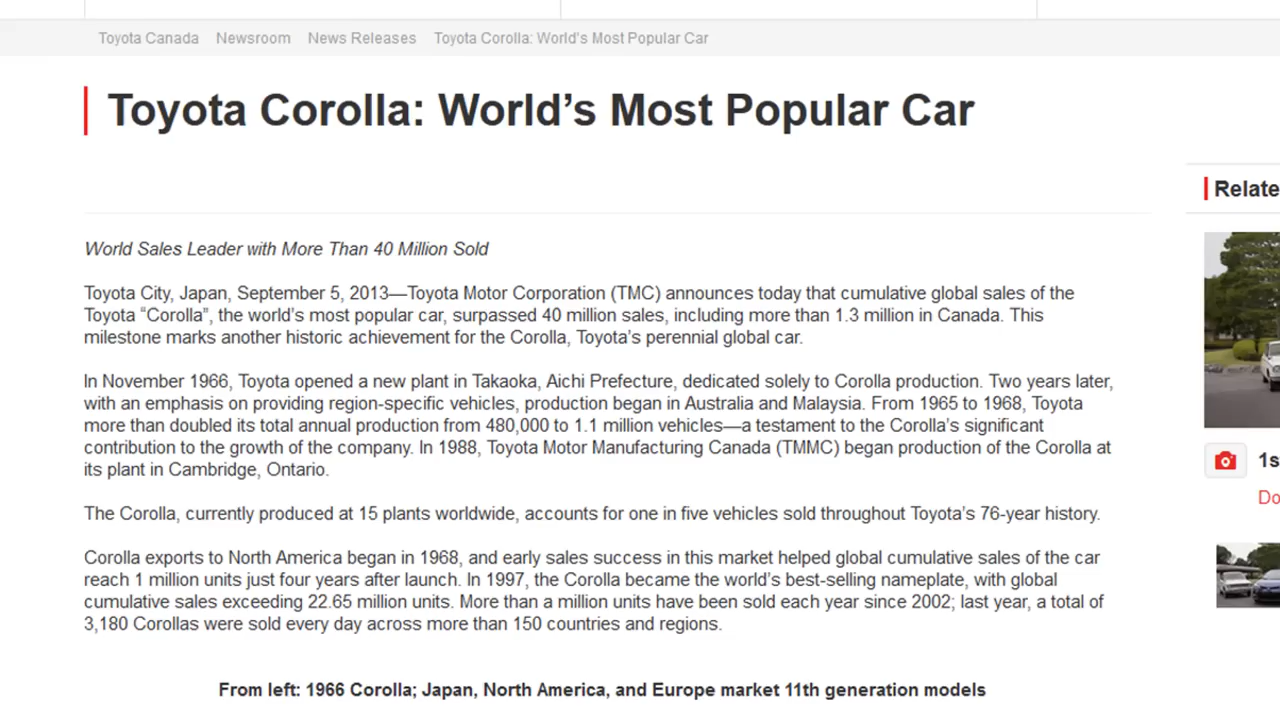 Toyota Canada Newsroom News Releases Toyota Corolla: World's Most Popular Car
Toyota Corolla: World’s Most Popular Car
World Sales Leader with More Than 40 Million Sold
Toyota City, Japan, September 5, 2013—Toyota Motor Corporation (TMC) announces today that cumulative global sales of the
Toyota “Corolla”, the world’s most popular car, surpassed 40 million sales, including more than 1.3 million in Canada. This
milestone marks another historic achievement for the Corolla, Toyota’s perennial global car.
In November 1966, Toyota opened a new plant in Takaoka, Aichi Prefecture, dedicated solely to Corolla production. Two years later,
with an emphasis on providing region-specific vehicles, production began in Australia and Malaysia. From 1965 to 1968, Toyota
more than doubled its total annual production from 480,000 to 1.1 million vehicles—a testament to the Corolla’s significant
contribution to the growth of the company. In 1988, Toyota Motor Manufacturing Canada (TMMC) began production of the Corolla at
its plant in Cambridge, Ontario.
The Corolla, currently produced at 15 plants worldwide, accounts for one in five vehicles sold throughout Toyota’s 76-year history.
Corolla exports to North America began in 1968, and early sales success in this market helped global cumulative sales of the car
reach 1 million units just four years after launch. In 1997, the Corolla became the world’s best-selling nameplate, with global
cumulative sales exceeding 22.65 million units. More than a million units have been sold each year since 2002; last year, a total of
3,180 Corollas were sold every day across more than 150 countries and regions.
From left: 1966 Corolla; Japan, North America, and Europe market 11th generation models
Relate
1s
Do